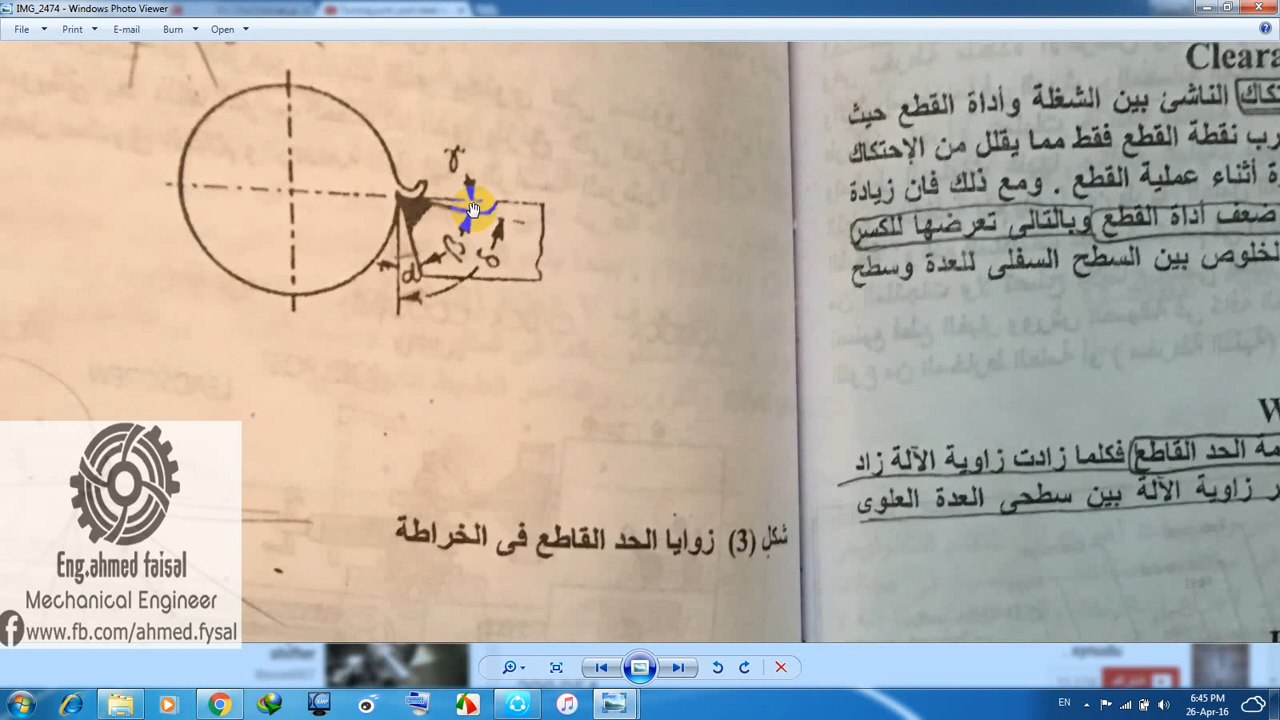 IMG_2474 - Windows Photo Viewer
File Print E-mail Burn Open
Cleara
كاك الناشئ بين الشغلة وأداة القطع حيث
رب نقطة القطع فقط مما يقلل من الإحتكاك
ة أثناء عملية القطع . ومع ذلك فان زيادة
ضعف أداة القطع وبالتالى تعرضها للكسر
لخلوص بين السطح السفلى للعدة وسطح
γ
β
δ
α
W
مة الحد القاطع فكلما زادت زاوية الآلة زاد
ر زاوية الآلة بين سطحى العدة العلوى
شكل (3) زوايا الحد القاطع فى الخراطة
Eng.ahmed faisal
Mechanical Engineer
www.fb.com/ahmed.fysal
EN
6:45 PM
26-Apr-16